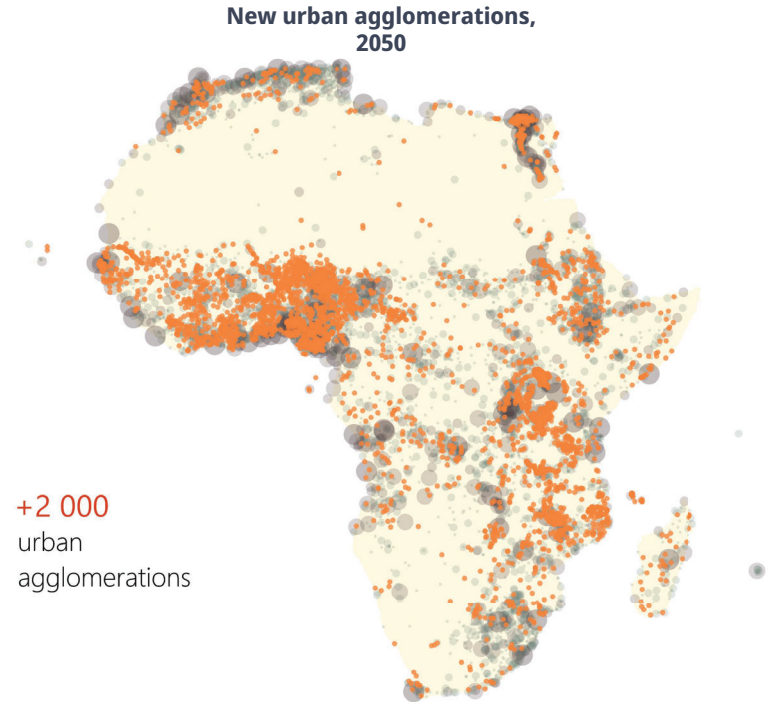 New urban agglomerations,
2050
+2 000
urban
agglomerations